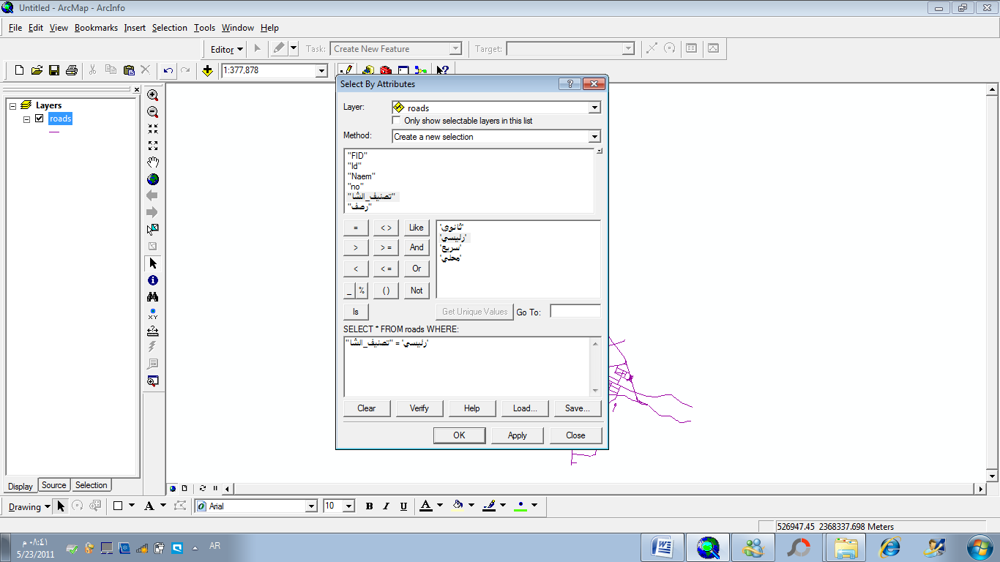 Untitled - ArcMap - ArcInfo
File Edit View Bookmarks Insert Selection Tools Window Help
Editor Task: Create New Feature Target:
1:377,878
Layers
roads
Select By Attributes
Layer: roads
Only show selectable layers in this list
Method: Create a new selection
"FID"
"Id"
"Naem"
"no"
"تصنيف_الشا"
"رصف"
= < > Like
> > = And
< < = Or
_ % ( ) Not
Is
'ثانوي'
'رئيسي'
'سريع'
'محلي'
Get Unique Values Go To:
SELECT * FROM roads WHERE:
"تصنيف_الشا" = 'رئيسي'
Clear Verify Help Load... Save...
OK Apply Close
XY
Display Source Selection
Drawing A Arial 10 B I U A
526947.45 2368337.698 Meters
٠٨:٤١ م
5/23/2011
AR